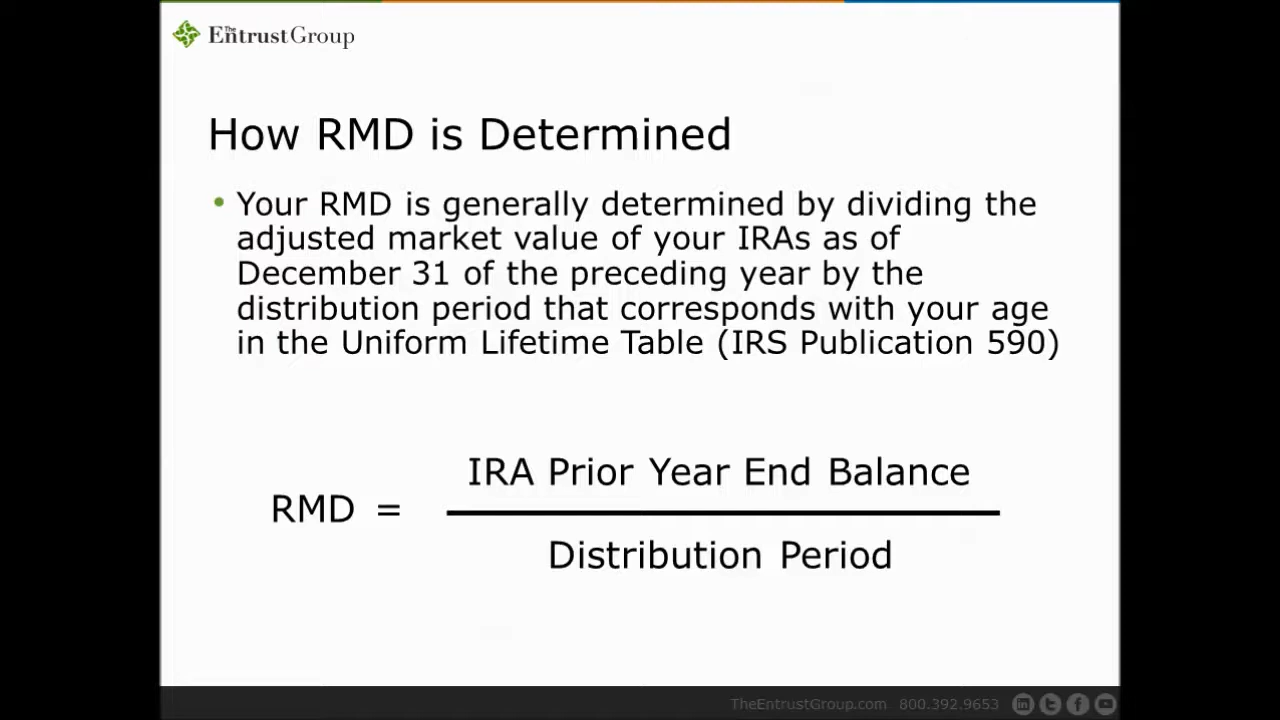 The
EntrustGroup
How RMD is Determined
• Your RMD is generally determined by dividing the
adjusted market value of your IRAs as of
December 31 of the preceding year by the
distribution period that corresponds with your age
in the Uniform Lifetime Table (IRS Publication 590)
IRA Prior Year End Balance
RMD =
Distribution Period
TheEntrustGroup.com 800.392.9653